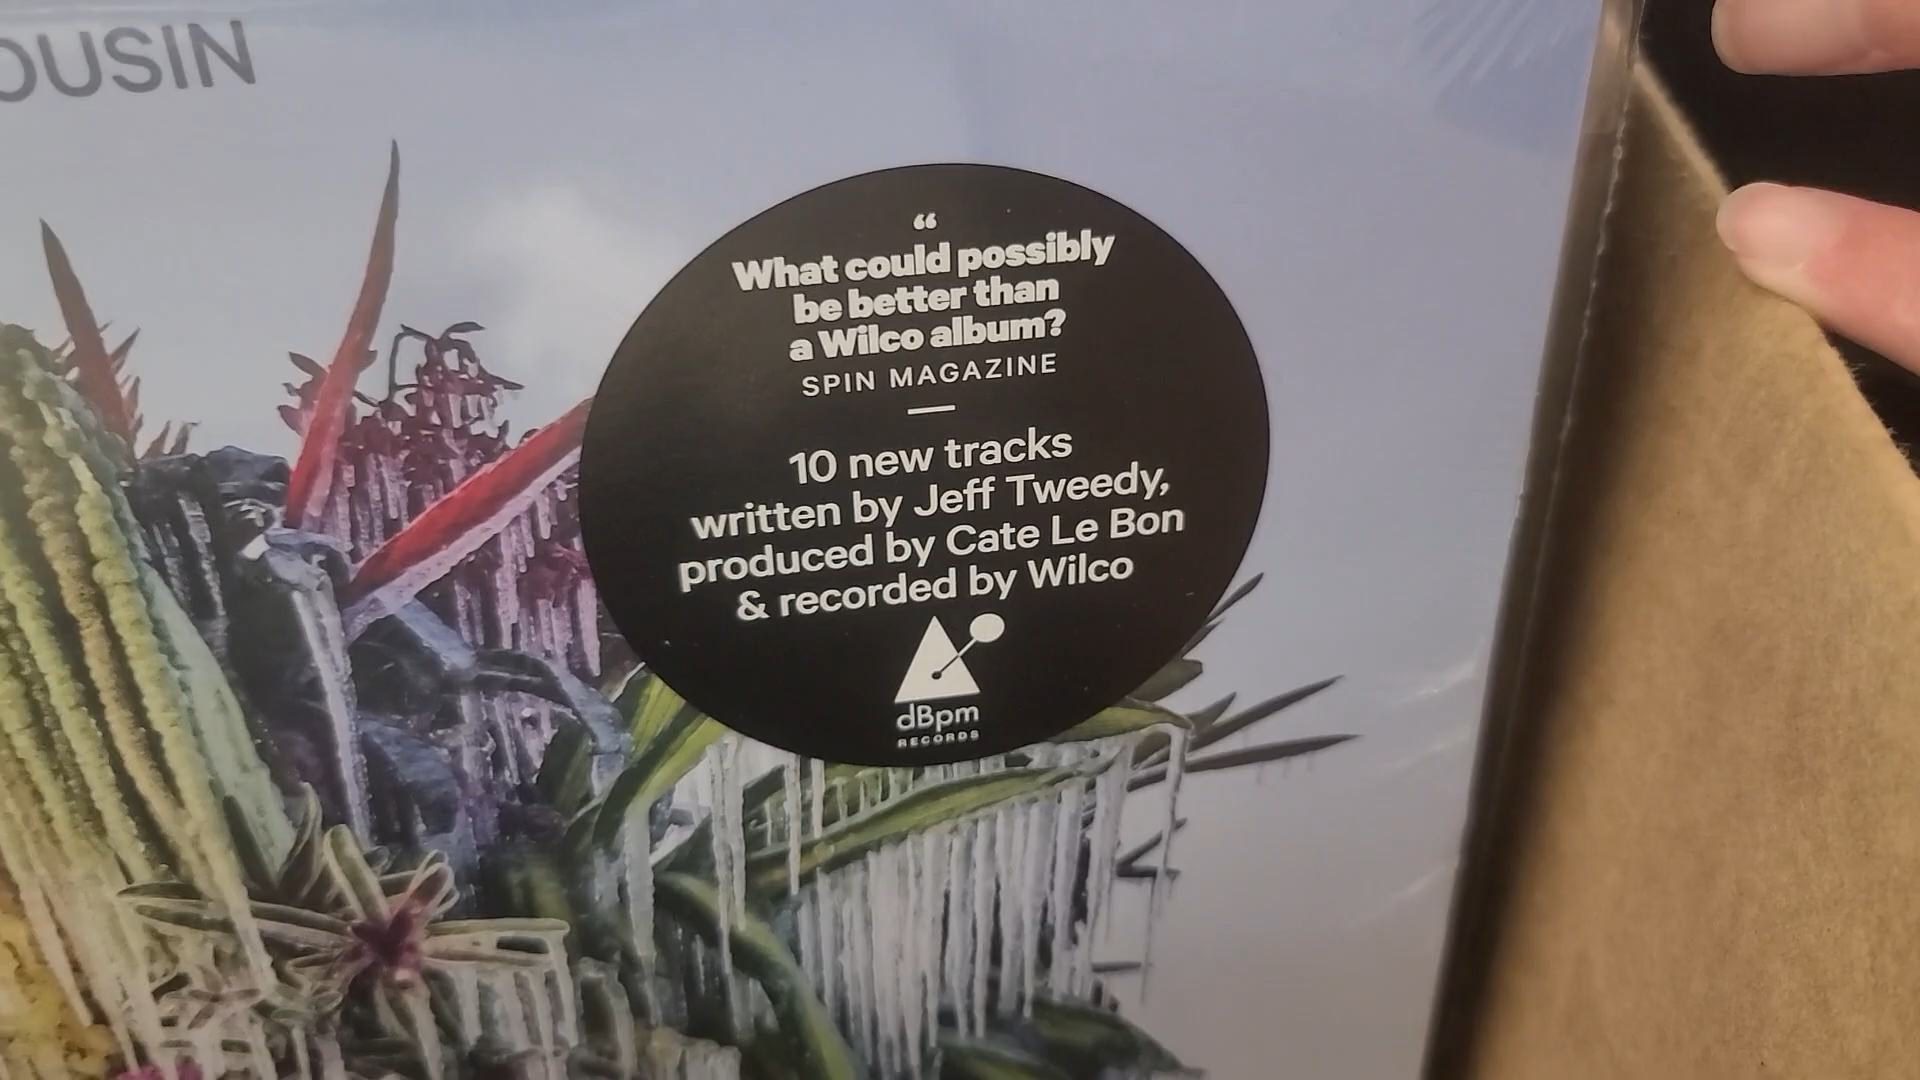 OUSIN
“
What could possibly
be better than
a Wilco album?
SPIN MAGAZINE
10 new tracks
written by Jeff Tweedy,
produced by Cate Le Bon
& recorded by Wilco
dBpm
RECORDS